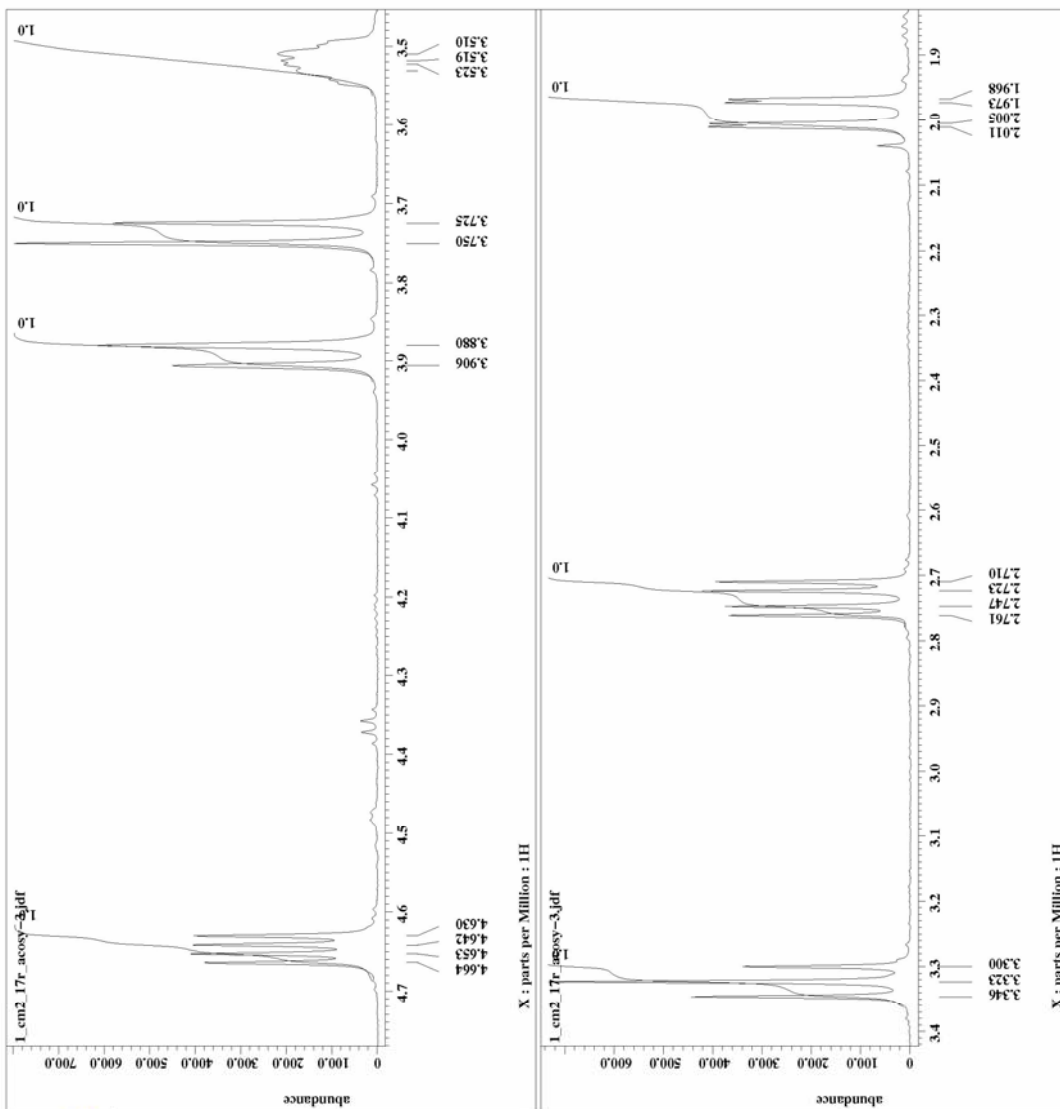 1_cm2_17r_acosy-3.jdf
1.0
1.0
1.0
1.0
abundance
0 100.0 200.0 300.0 400.0 500.0 600.0 700.0
4.7 4.6 4.5 4.4 4.3 4.2 4.1 4.0 3.9 3.8 3.7 3.6 3.5
X : parts per Million : 1H
4.664
4.653
4.642
4.630
3.906
3.880
3.750
3.725
3.523
3.519
3.510
1_cm2_17r_acosy-3.jdf
1.0
1.0
1.0
abundance
0 100.0 200.0 300.0 400.0 500.0 600.0
3.4 3.3 3.2 3.1 3.0 2.9 2.8 2.7 2.6 2.5 2.4 2.3 2.2 2.1 2.0 1.9
X : parts per Million : 1H
3.346
3.323
3.300
2.761
2.747
2.723
2.710
2.011
2.005
1.973
1.968